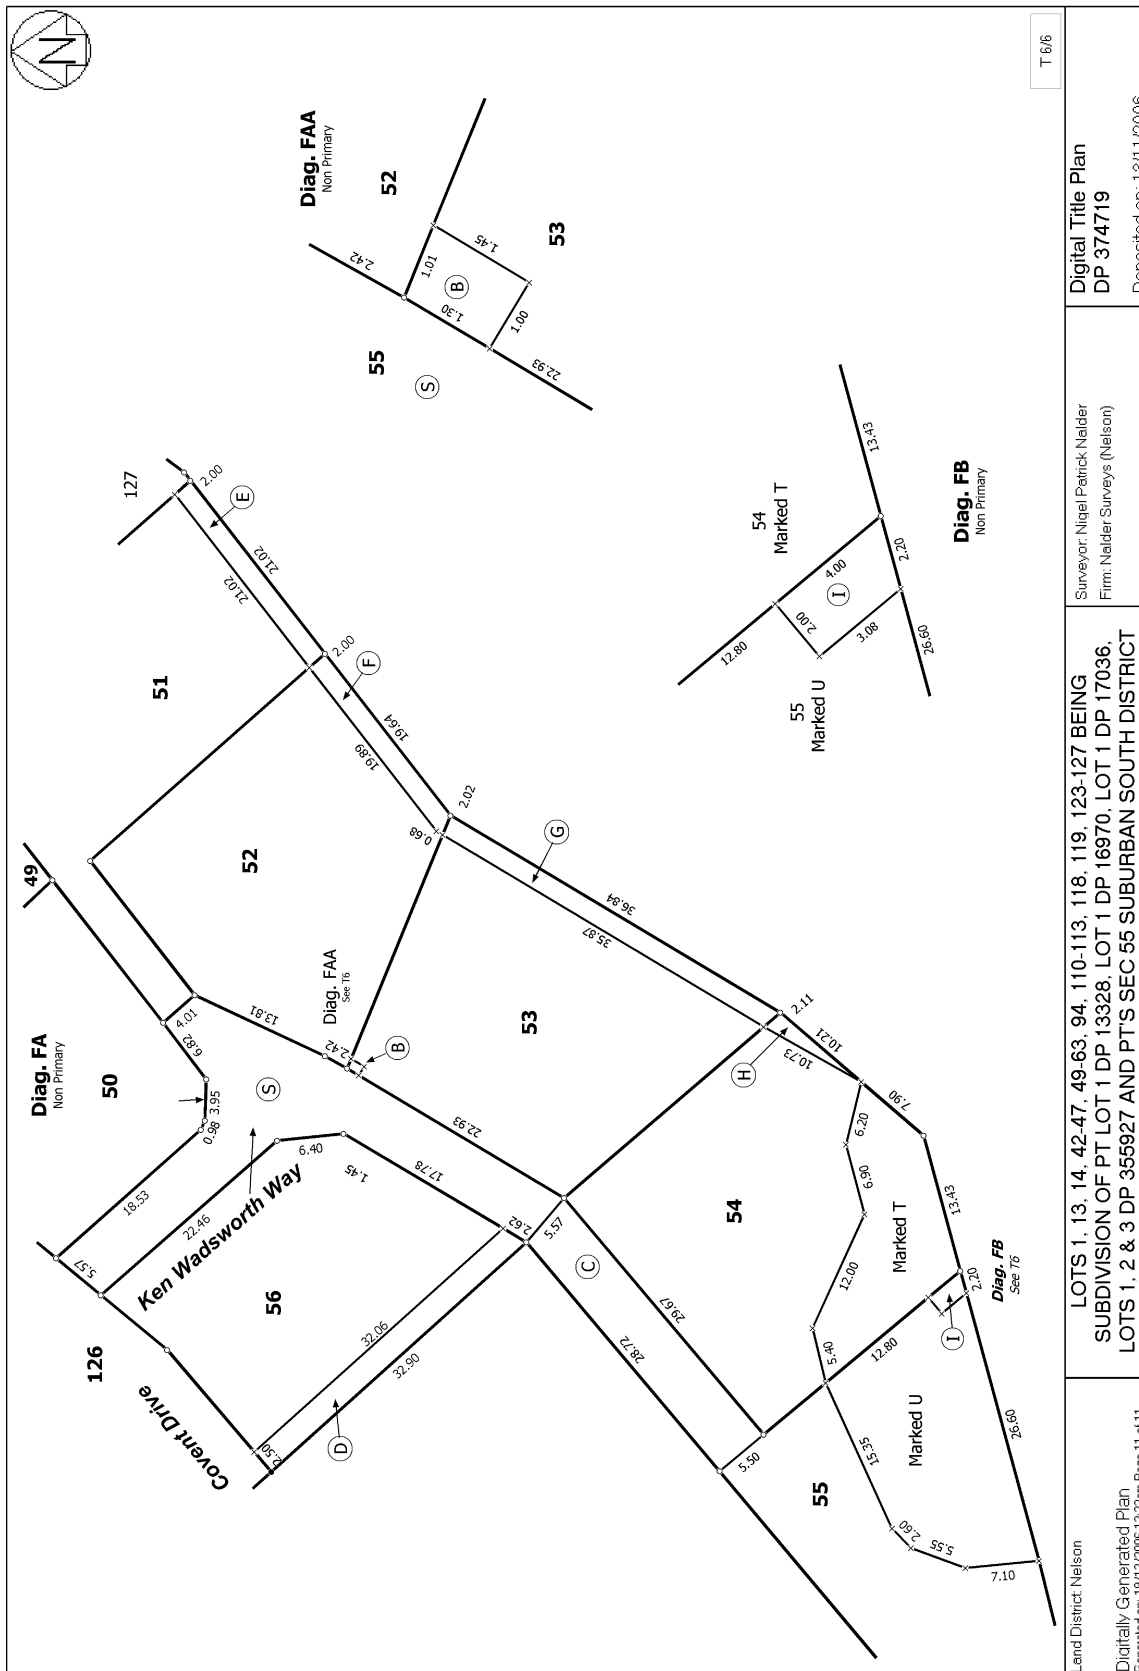 N
T 6/6
Diag. FA
Non Primary
Diag. FAA
Non Primary
49
50
51
52
53
54
55
56
126
127
4.01
6.82
3.95
0.98
18.53
5.57
22.46
6.40
1.45
17.78
2.62
5.57
13.81
2.42
22.93
S
B
Diag. FAA
See T6
Ken Wadsworth Way
Covent Drive
2.50
32.06
32.90
D
C
28.72
29.67
5.50
2.00
21.02
21.02
E
2.00
F
19.64
19.89
0.68
2.02
G
36.84
35.87
2.11
H
10.21
10.73
7.90
6.20
6.90
12.00
5.40
Marked T
13.43
2.20
12.80
I
Diag. FB
See T6
Marked U
15.35
2.60
5.55
7.10
26.60
2.42
52
1.01
1.45
B
1.30
1.00
53
55
S
22.93
13.43
54
Marked T
4.00
I
2.20
2.00
3.08
12.80
26.60
55
Marked U
Diag. FB
Non Primary
Land District: Nelson
Digitally Generated Plan
LOTS 1, 13, 14, 42-47, 49-63, 94, 110-113, 118, 119, 123-127 BEING
SUBDIVISION OF PT LOT 1 DP 13328, LOT 1 DP 16970, LOT 1 DP 17036,
LOTS 1, 2 & 3 DP 355927 AND PT'S SEC 55 SUBURBAN SOUTH DISTRICT
Surveyor: Nigel Patrick Nalder
Firm: Nalder Surveys (Nelson)
Digital Title Plan
DP 374719